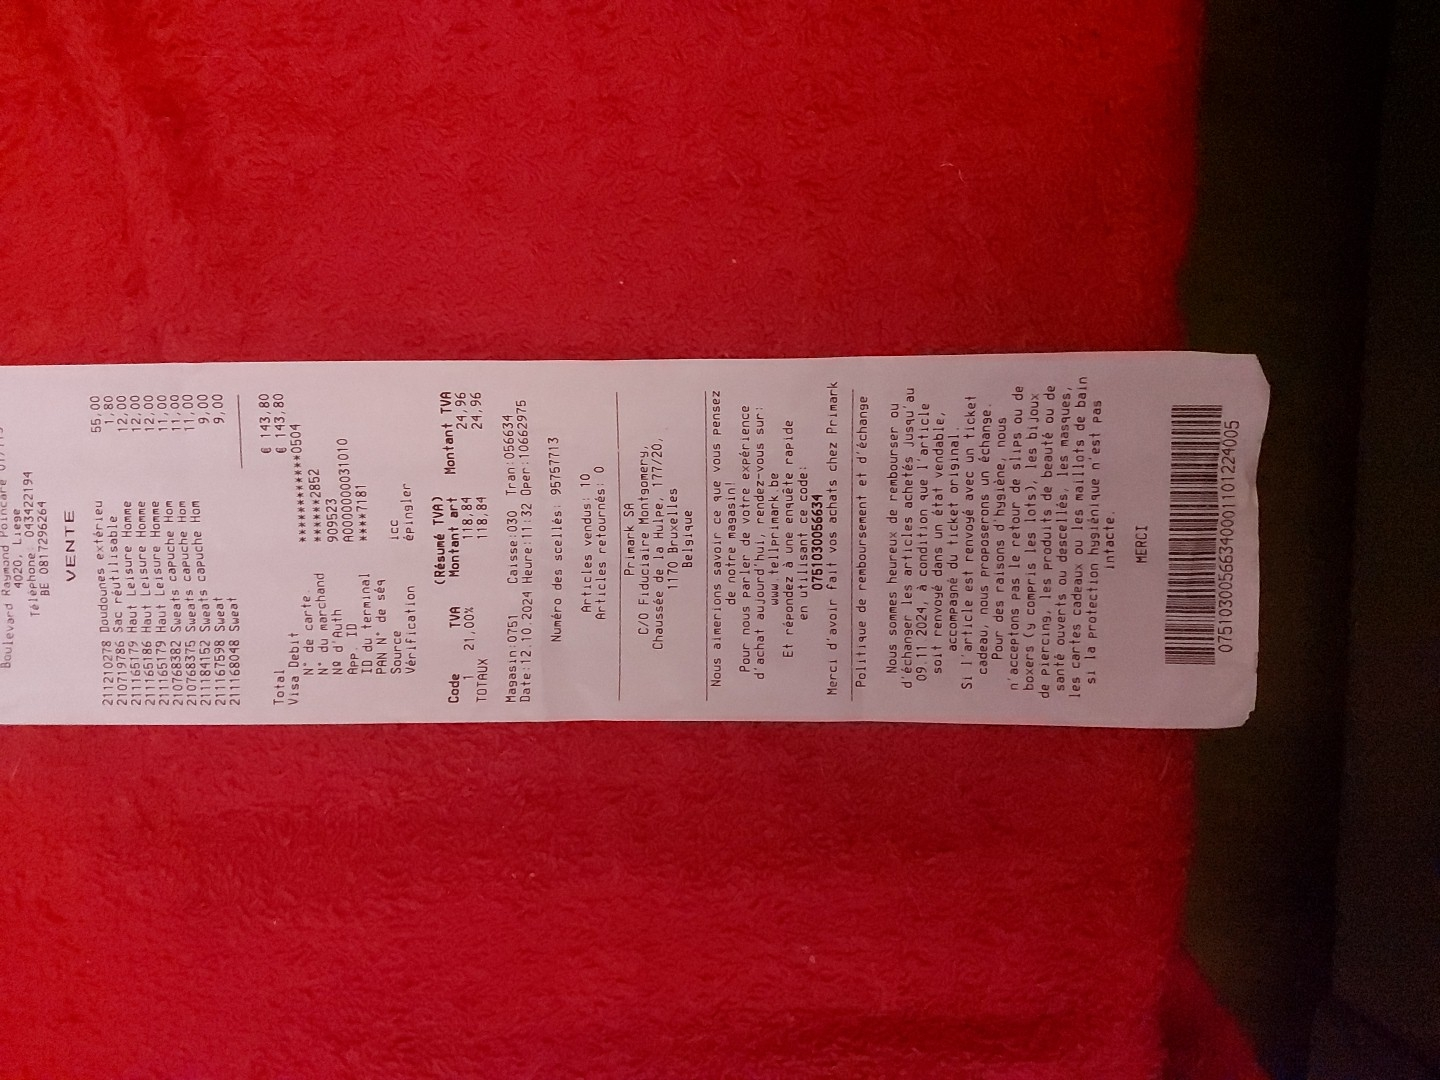 Boulevard Raymond Poincaré
4020, Liège
Téléphone: 043422194
BE 0817296264
VENTE
211210278 Doudounes extérieu 55,00
210719786 Sac réutilisable 1,80
211165179 Haut Leisure Homme 12,00
211165186 Haut Leisure Homme 12,00
211165179 Haut Leisure Homme 12,00
210768382 Sweats capuche Hom 11,00
210768375 Sweats capuche Hom 11,00
211184152 Sweats capuche Hom 11,00
211167598 Sweat 9,00
211168048 Sweat 9,00
Total € 143,80
Visa Debit € 143,80
N° de carte. ************0504
N° du marchand ******2852
Nº d'Auth 909523
APP. ID A0000000031010
ID du terminal ****7181
PAN N° de séq
Source icc
Vérification épingler
(Résumé TVA)
Code TVA Montant art Montant TVA
1 21,00% 118,84 24,96
TOTAUX 118,84 24,96
Magasin:0751 Caisse:030 Tran:056634
Date:12.10.2024 Heure:11:32 Oper:10662975
Numéro des scellés: 95757713
Articles vendus: 10
Articles retournés: 0
Primark SA
C/O Fiduciaire Montgomery,
Chaussée de la Hulpe, 177/20,
1170 Bruxelles
Belgique
Nous aimerions savoir ce que vous pensez
de notre magasin!
Pour nous parler de votre expérience
d'achat aujourd'hui, rendez-vous sur:
www.tellprimark.be
Et répondez à une enquête rapide
en utilisant ce code:
0751030056634
Merci d'avoir fait vos achats chez Primark
Politique de remboursement et d'échange
Nous sommes heureux de rembourser ou
d'échanger les articles achetés jusqu'au
09.11.2024, à condition que l'article
soit renvoyé dans un état vendable,
accompagné du ticket original.
Si l'article est renvoyé avec un ticket
cadeau, nous proposerons un échange.
Pour des raisons d'hygiène, nous
n'acceptons pas le retour de slips ou de
boxers (y compris les lots), les bijoux
de piercing, les produits de beauté ou de
santé ouverts ou descellés, les masques,
les cartes cadeaux ou les maillots de bain
si la protection hygiénique n'est pas
intacte.
MERCI
075103005663400011101224005